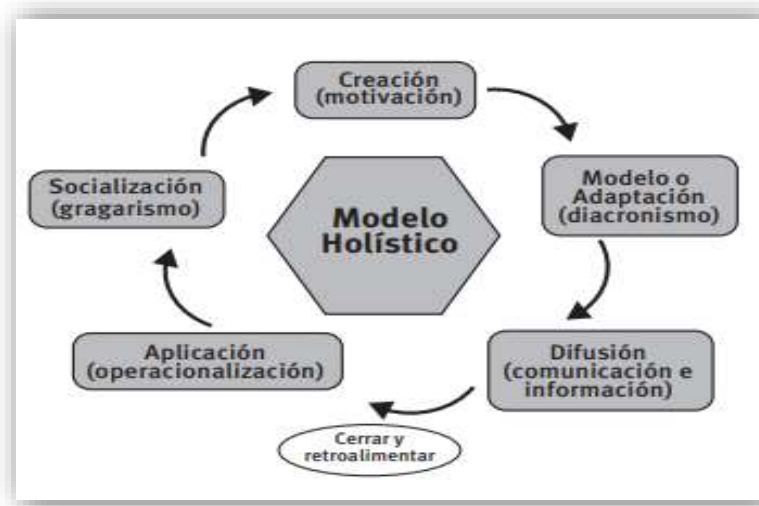 Creación
(motivación)
Modelo o
Adaptación
(diacronismo)
Difusión
(comunicación e
información)
Cerrar y
retroalimentar
Aplicación
(operacionalización)
Socialización
(gragarismo)
Modelo
Holístico